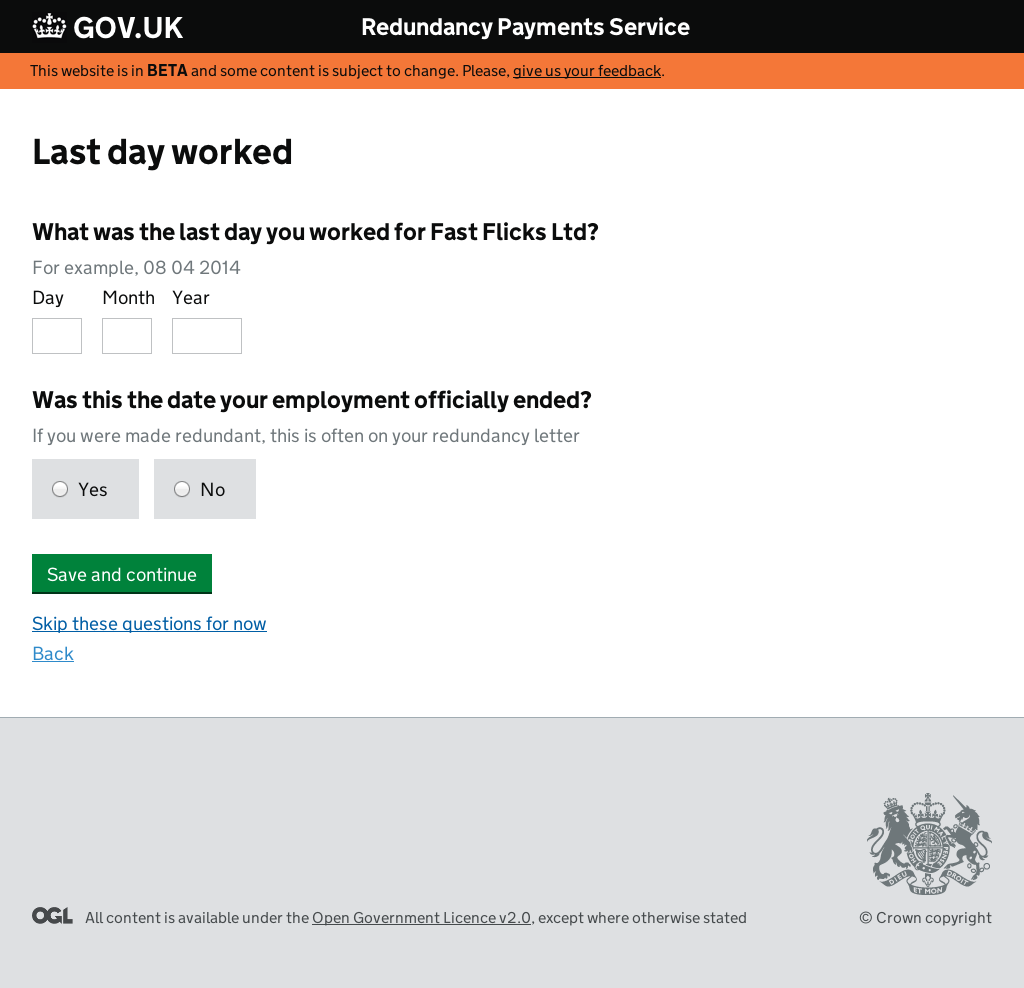 GOV.UK
Redundancy Payments Service
This website is in BETA and some content is subject to change. Please, give us your feedback.
Last day worked
What was the last day you worked for Fast Flicks Ltd?
For example, 08 04 2014
Day Month Year
Was this the date your employment officially ended?
If you were made redundant, this is often on your redundancy letter
Yes No
Save and continue
Skip these questions for now
Back
DIEU ET MON DROIT
OGL All content is available under the Open Government Licence v2.0, except where otherwise stated
© Crown copyright